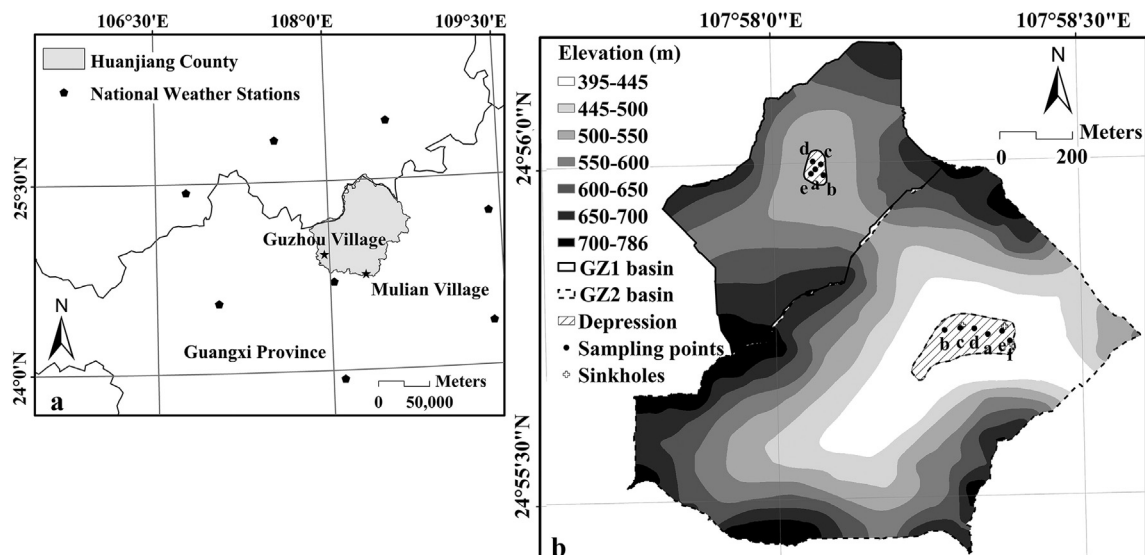 106°30'E
108°0'E
109°30'E
25°30'N
24°0'N
Huanjiang County
National Weather Stations
Guzhou Village
Mulian Village
N
Guangxi Province
Meters
0 50,000
a
107°58'0"E
107°58'30"E
24°56'0"N
24°55'30"N
Elevation (m)
395-445
445-500
500-550
550-600
600-650
650-700
700-786
GZ1 basin
GZ2 basin
Depression
Sampling points
Sinkholes
N
Meters
0 200
d c
e a b
b c d a e f
b